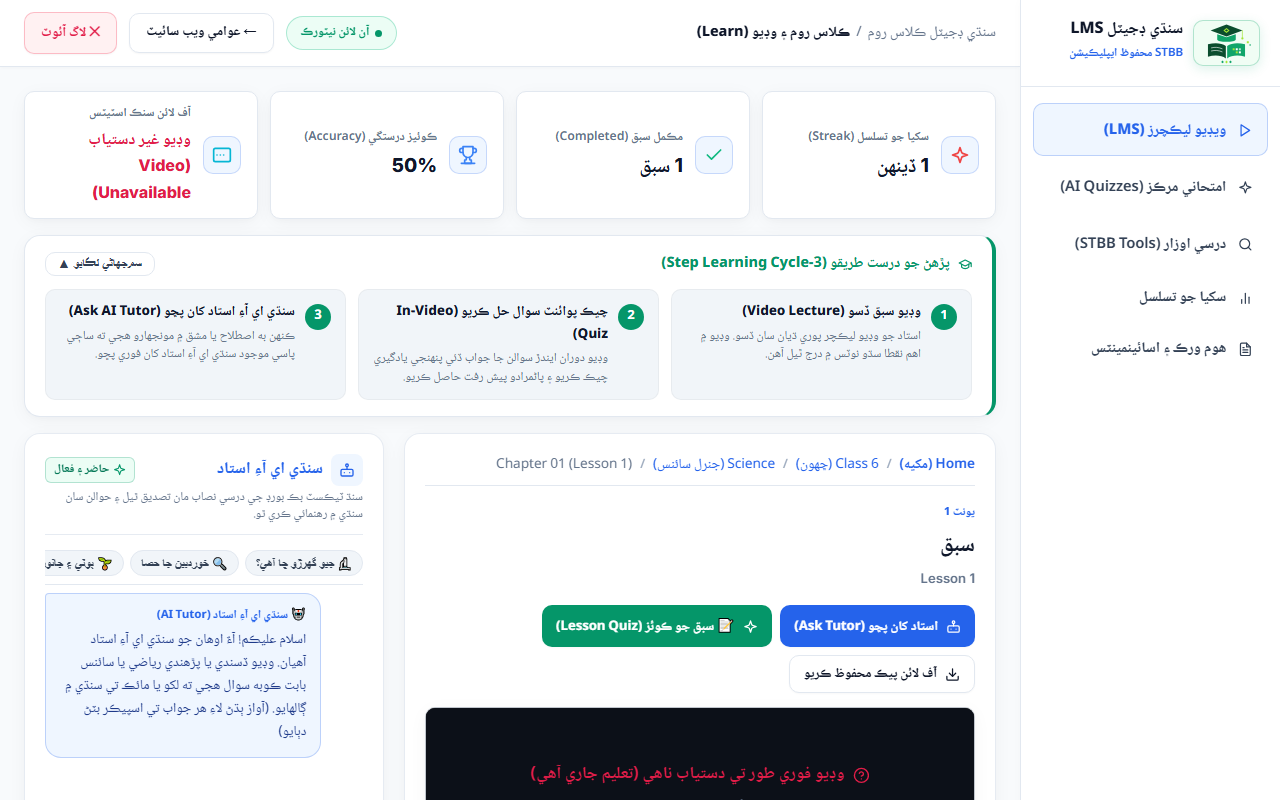 سنڌي ڊجيٽل LMS
STBB محفوظ ايپليڪيشن
ويڊيو ليڪچرز (LMS)
امتحاني مرڪز (AI Quizzes)
درسي اوزار (STBB Tools)
سکيا جو تسلسل
هوم ورڪ ۽ اسائينمينٽس
سنڌي ڊجيٽل ڪلاس روم / ڪلاس روم ۽ وڊيو (Learn)
آن لائن نيٽورڪ
← عوامي ويب سائيٽ
لاگ آئوٽ
سکيا جو تسلسل (Streak)
1 ڏينهن
مڪمل سبق (Completed)
1 سبق
ڪوئيز درستگي (Accuracy)
50%
آف لائن سنڪ اسٽيٽس
وڊيو غير دستياب
(Video
Unavailable)
پڙهڻ جو درست طريقو (3-Step Learning Cycle)
سمجهاڻي لڪايو ▲
1
وڊيو سبق ڏسو (Video Lecture)
استاد جو وڊيو ليڪچر پوري ڌيان سان ڏسو. وڊيو ۾
اهم نقطا سڌو نوٽس ۾ درج ٿيل آهن.
2
چيڪ پوائنٽ سوال حل ڪريو (In-Video
Quiz)
وڊيو دوران ايندڙ سوالن جا جواب ڏئي پنهنجي يادگيري
چيڪ ڪريو ۽ پائمرادو پيش رفت حاصل ڪريو.
3
سنڌي اي آءِ استاد کان پڇو (Ask AI Tutor)
ڪنهن به اصطلاح يا مشق ۾ مونجهارو هجي ته ساڄي
پاسي موجود سنڌي اي آءِ استاد کان فوري پڇو.
Home (مکيه) / Class 6 (ڇهون) / Science (جنرل سائنس) / Chapter 01 (Lesson 1)
يونٽ 1
سبق
Lesson 1
استاد کان پڇو (Ask Tutor)
📝 سبق جو ڪوئز (Lesson Quiz)
آف لائن پيڪ محفوظ ڪريو
وڊيو فوري طور تي دستياب ناهي (تعليم جاري آهي)
سنڌي اي آءِ استاد
حاضر ۽ فعال
سنڌ ٽيڪسٽ بڪ بورڊ جي درسي نصاب مان تصديق ٿيل ۽ حوالن سان
سنڌي ۾ رهنمائي ڪري ٿو.
🔬 جيو گهرڙو ڇا آهي؟
🔍 خوردبين جا حصا
🌱 ٻوٽي ۽ جانو
سنڌي اي آءِ استاد (AI Tutor)
اسلام عليڪم! آءٌ اوهان جو سنڌي اي آءِ استاد
آهيان. وڊيو ڏسندي يا پڙهندي رياضي يا سائنس
بابت ڪوبه سوال هجي ته لکو يا مائڪ تي سنڌي ۾
ڳالهايو. (آواز ٻڌڻ لاءِ هر جواب تي اسپيڪر بٽڻ
دٻايو)